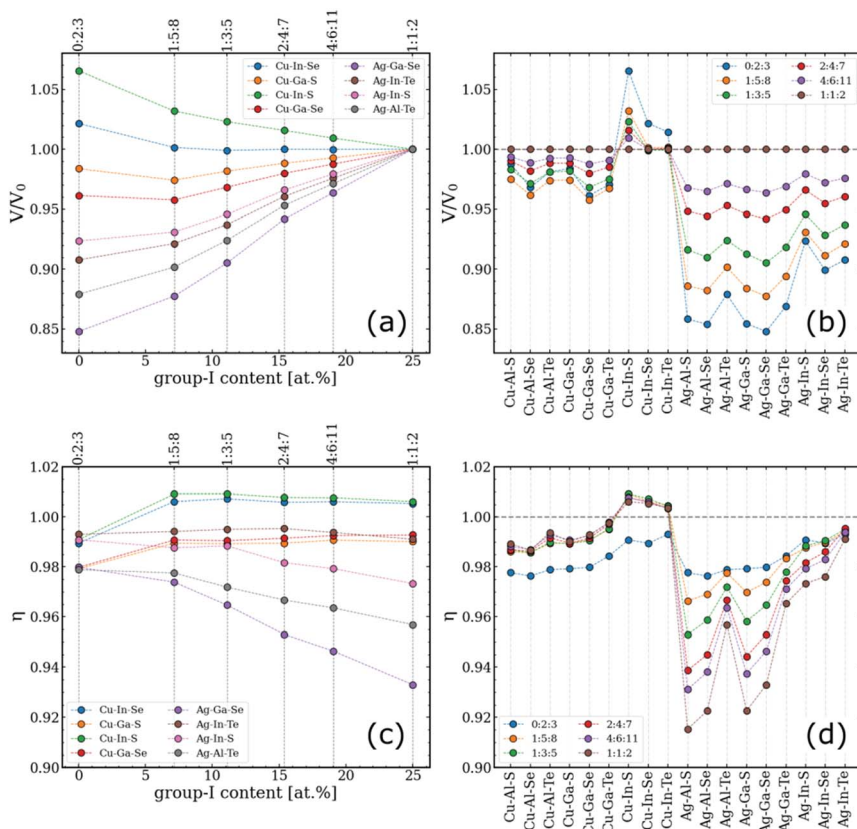 0:2:3
1:5:8
1:3:5
2:4:7
4:6:11
1:1:2
V/V₀
1.05
1.00
0.95
0.90
0.85
Cu-In-Se
Cu-Ga-S
Cu-In-S
Cu-Ga-Se
Ag-Ga-Se
Ag-In-Te
Ag-In-S
Ag-Al-Te
(a)
0
5
10
15
20
25
group-I content [at.%]
V/V₀
1.05
1.00
0.95
0.90
0.85
0:2:3
1:5:8
1:3:5
2:4:7
4:6:11
1:1:2
(b)
Cu-Al-S
Cu-Al-Se
Cu-Al-Te
Cu-Ga-S
Cu-Ga-Se
Cu-Ga-Te
Cu-In-S
Cu-In-Se
Cu-In-Te
Ag-Al-S
Ag-Al-Se
Ag-Al-Te
Ag-Ga-S
Ag-Ga-Se
Ag-Ga-Te
Ag-In-S
Ag-In-Se
Ag-In-Te
0:2:3
1:5:8
1:3:5
2:4:7
4:6:11
1:1:2
η
1.02
1.00
0.98
0.96
0.94
0.92
0.90
Cu-In-Se
Cu-Ga-S
Cu-In-S
Cu-Ga-Se
Ag-Ga-Se
Ag-In-Te
Ag-In-S
Ag-Al-Te
(c)
0
5
10
15
20
25
group-I content [at.%]
η
1.02
1.00
0.98
0.96
0.94
0.92
0.90
0:2:3
1:5:8
1:3:5
2:4:7
4:6:11
1:1:2
(d)
Cu-Al-S
Cu-Al-Se
Cu-Al-Te
Cu-Ga-S
Cu-Ga-Se
Cu-Ga-Te
Cu-In-S
Cu-In-Se
Cu-In-Te
Ag-Al-S
Ag-Al-Se
Ag-Al-Te
Ag-Ga-S
Ag-Ga-Se
Ag-Ga-Te
Ag-In-S
Ag-In-Se
Ag-In-Te